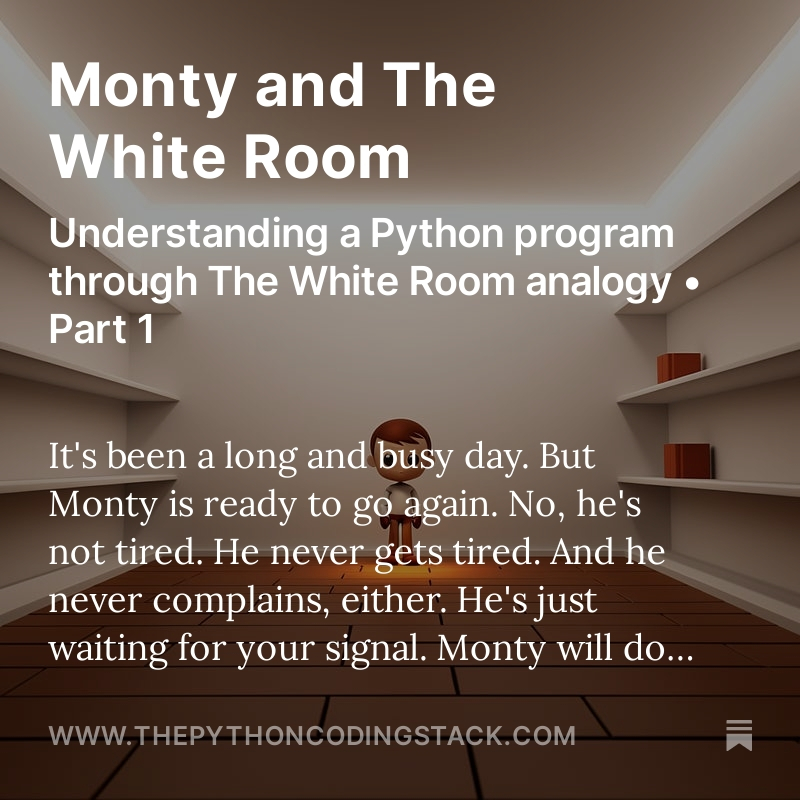 Monty and The
White Room
Understanding a Python program
through The White Room analogy •
Part 1
It's been a long and busy day. But
Monty is ready to go again. No, he's
not tired. He never gets tired. And he
never complains, either. He's just
waiting for your signal. Monty will do...
WWW.THEPYTHONCODINGSTACK.COM